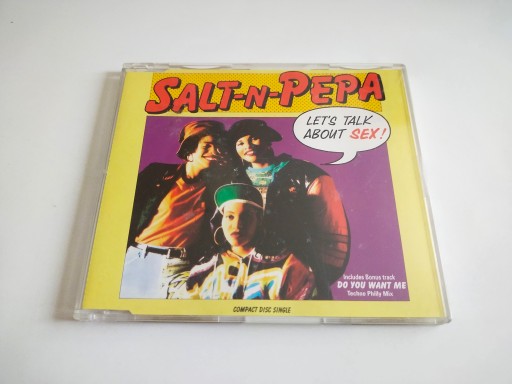 SALT-N-PEPA
LET'S TALK
ABOUT SEX!
Includes Bonus track
DO YOU WANT ME
Techno Philly Mix
COMPACT DISC SINGLE